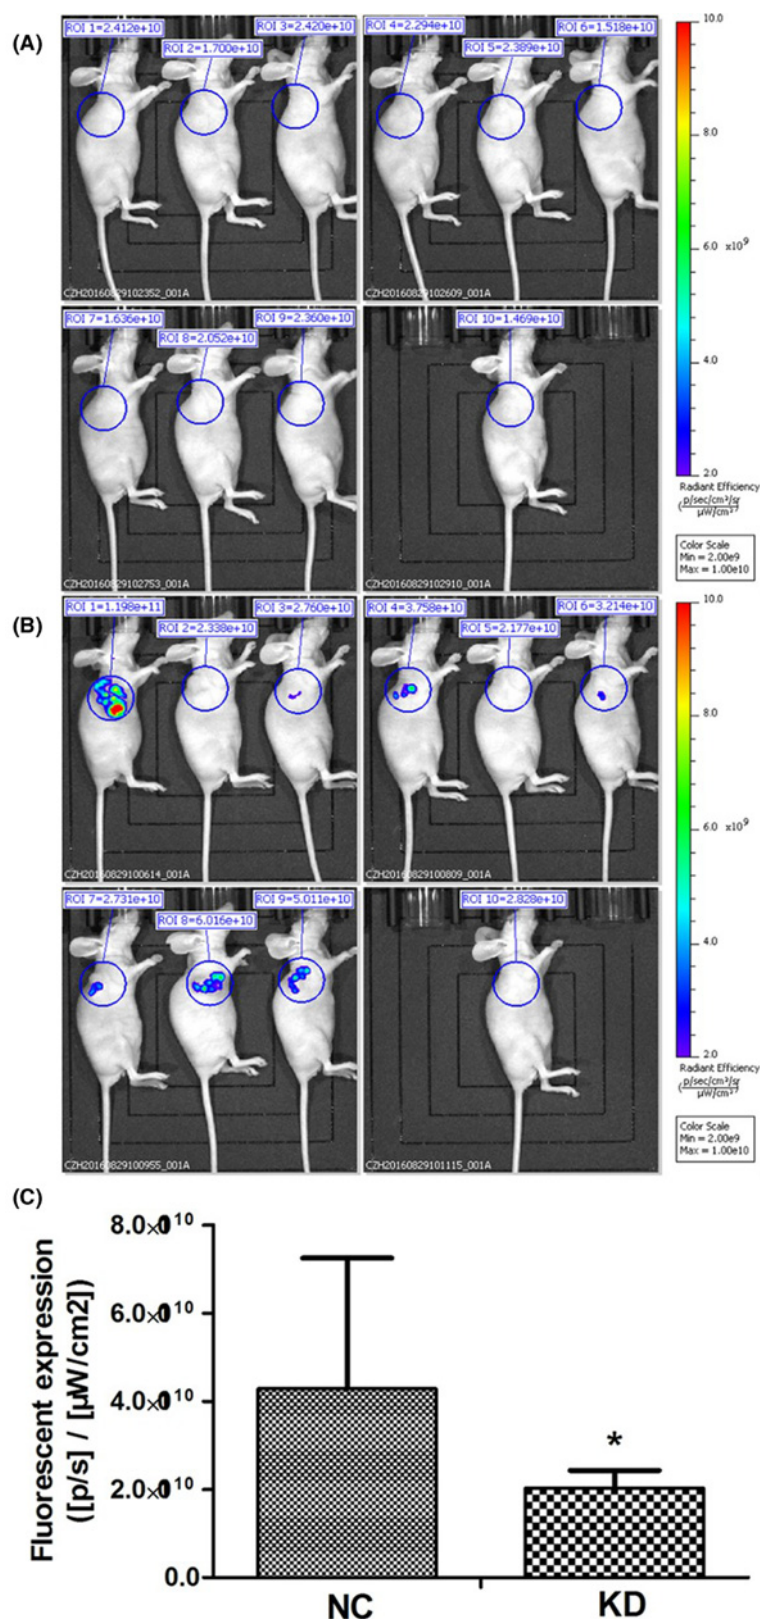 (A)
ROI 1=2.412e+10
ROI 2=1.700e+10
ROI 3=2.420e+10
CZH20160829102352_001A
ROI 4=2.294e+10
ROI 5=2.389e+10
ROI 6=1.518e+10
CZH20160829102609_001A
ROI 7=1.636e+10
ROI 8=2.052e+10
ROI 9=2.360e+10
CZH20160829102753_001A
ROI 10=1.469e+10
CZH20160829102910_001A
10.0
8.0
6.0 x10⁹
4.0
2.0
Radiant Efficiency
(p/sec/cm²/sr
µW/cm²)
Color Scale
Min = 2.00e9
Max = 1.00e10
(B)
ROI 1=1.198e+11
ROI 2=2.338e+10
ROI 3=2.760e+10
CZH20160829100614_001A
ROI 4=3.758e+10
ROI 5=2.177e+10
ROI 6=3.214e+10
CZH20160829100809_001A
ROI 7=2.731e+10
ROI 8=6.016e+10
ROI 9=5.011e+10
CZH20160829100955_001A
ROI 10=2.828e+10
CZH20160829101115_001A
10.0
8.0
6.0 x10⁹
4.0
2.0
Radiant Efficiency
(p/sec/cm²/sr
µW/cm²)
Color Scale
Min = 2.00e9
Max = 1.00e10
(C)
Fluorescent expression
([p/s] / [µW/cm2])
8.0×10¹⁰
6.0×10¹⁰
4.0×10¹⁰
2.0×10¹⁰
0.0
*
NC
KD